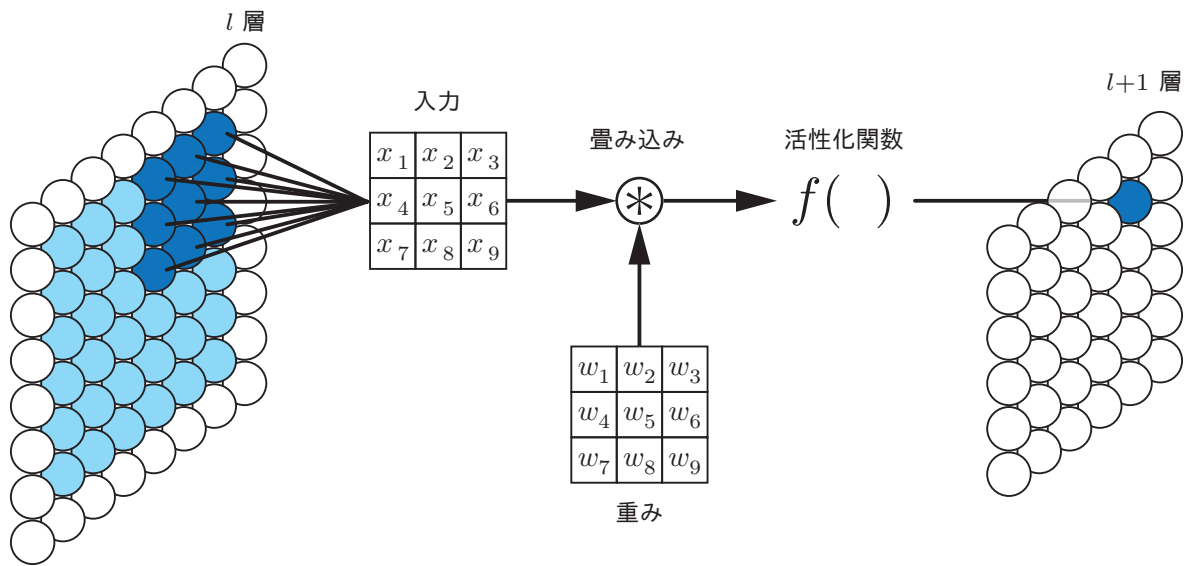 l 層
l+1 層
入力
畳み込み
活性化関数
x1 x2 x3
x4 x5 x6
x7 x8 x9
*
f( )
w1 w2 w3
w4 w5 w6
w7 w8 w9
重み